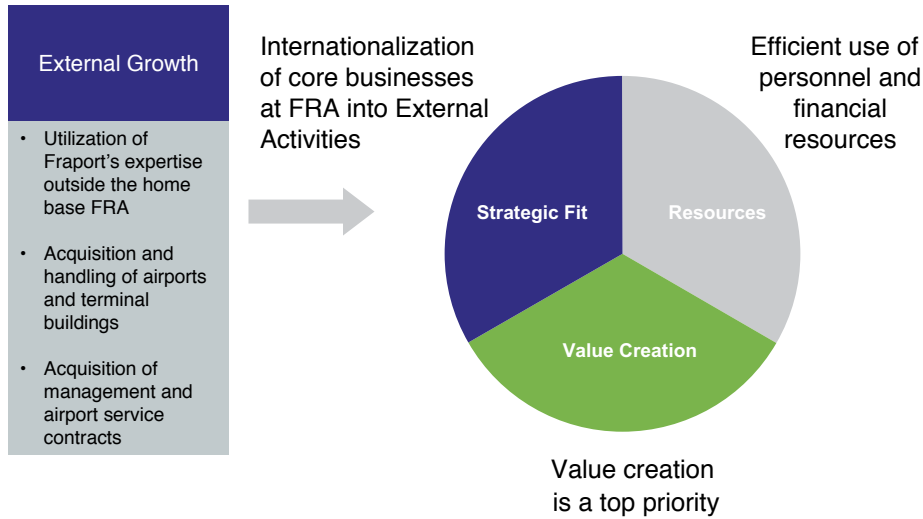 External Growth
• Utilization of
Fraport’s expertise
outside the home
base FRA
• Acquisition and
handling of airports
and terminal
buildings
• Acquisition of
management and
airport service
contracts
Internationalization
of core businesses
at FRA into External
Activities
Efficient use of
personnel and
financial
resources
Strategic Fit
Resources
Value Creation
Value creation
is a top priority